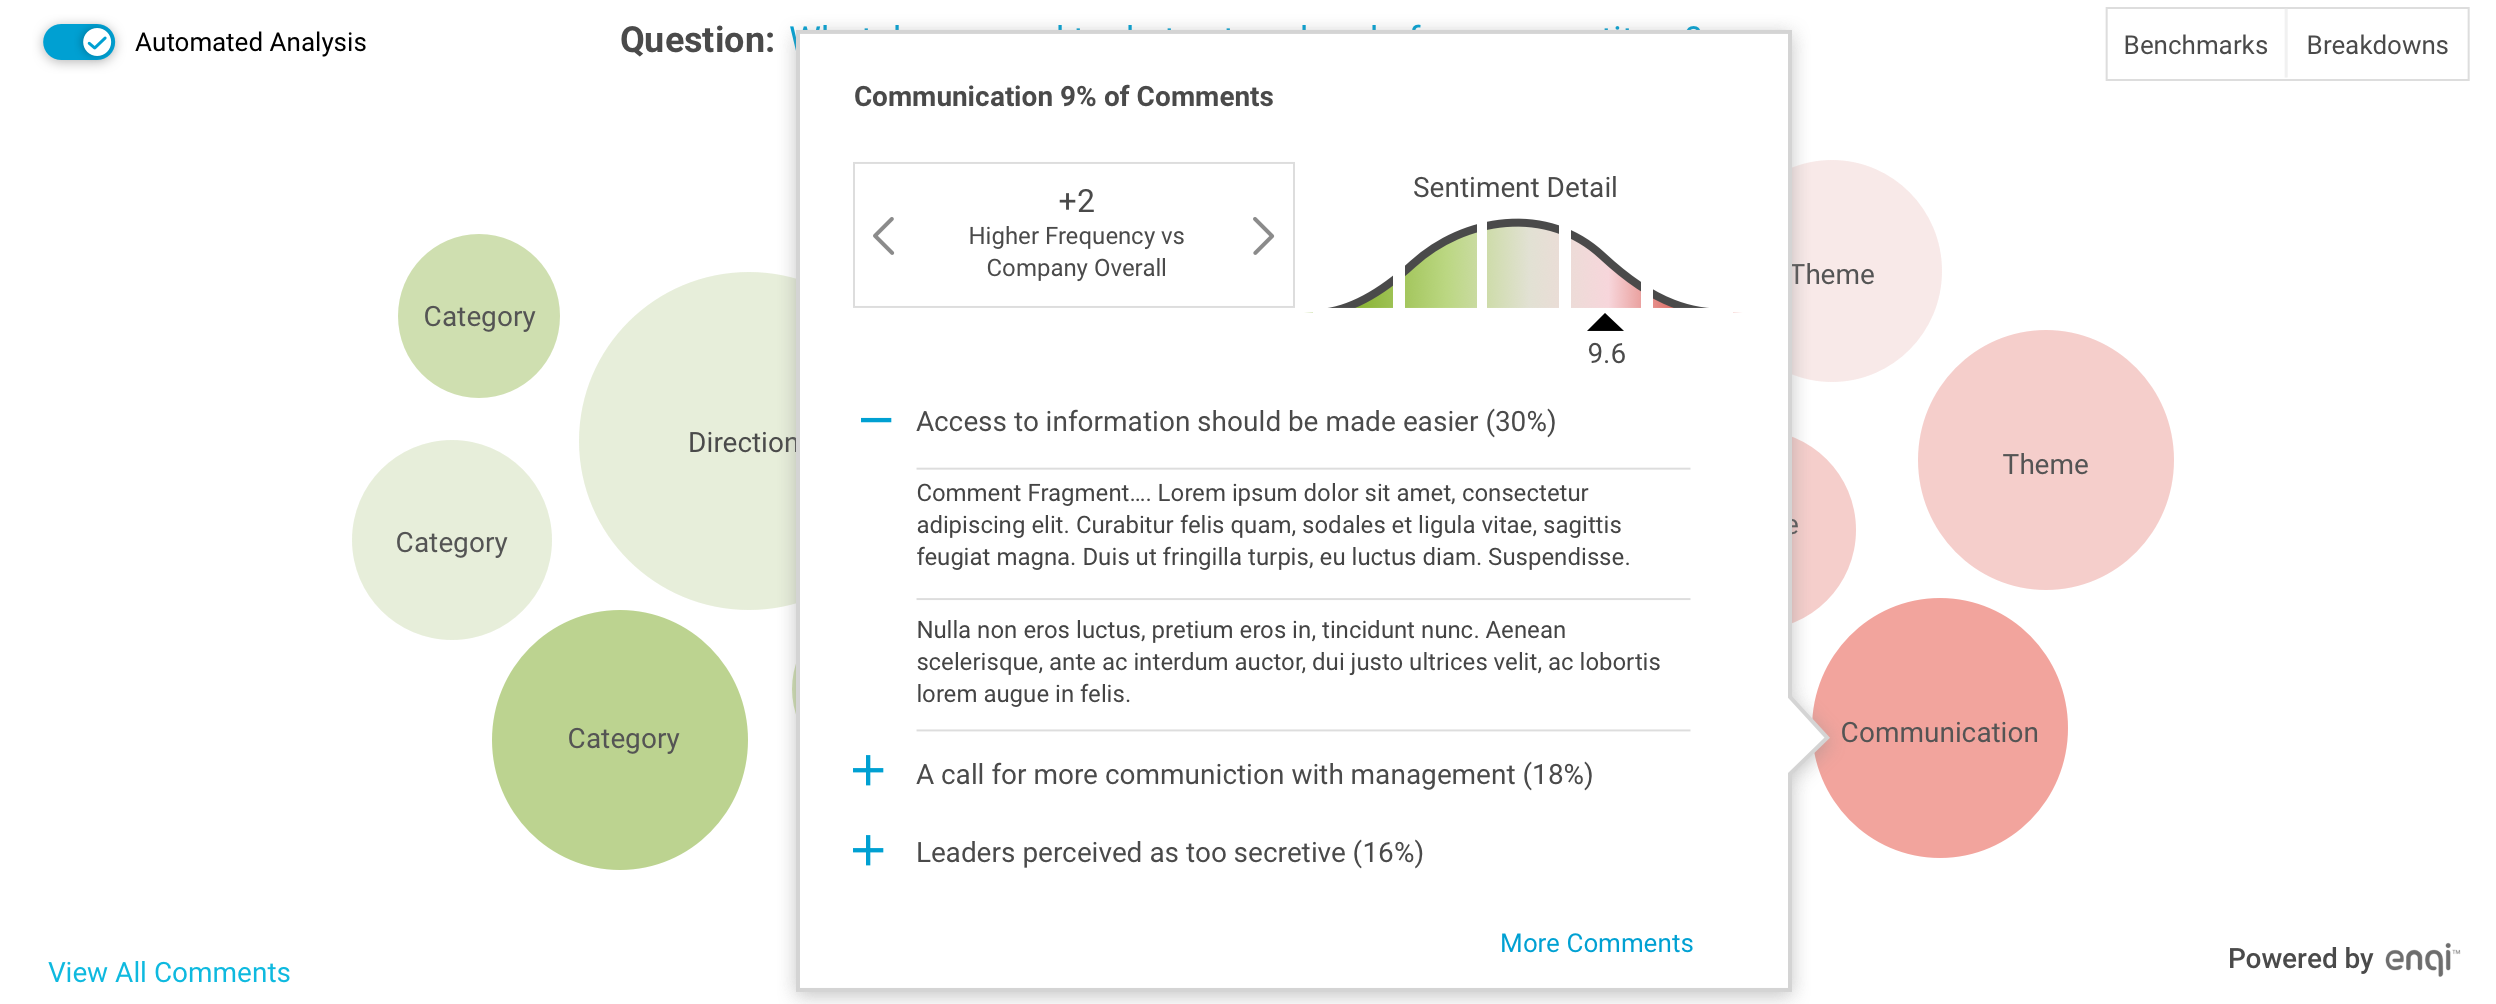 Automated Analysis
Question:
Benchmarks
Breakdowns
Communication 9% of Comments
+2
Higher Frequency vs
Company Overall
Sentiment Detail
9.6
Category
Direction
Category
Category
Theme
Theme
Communication
Access to information should be made easier (30%)
Comment Fragment.... Lorem ipsum dolor sit amet, consectetur
adipiscing elit. Curabitur felis quam, sodales et ligula vitae, sagittis
feugiat magna. Duis ut fringilla turpis, eu luctus diam. Suspendisse.
Nulla non eros luctus, pretium eros in, tincidunt nunc. Aenean
scelerisque, ante ac interdum auctor, dui justo ultrices velit, ac lobortis
lorem augue in felis.
A call for more communiction with management (18%)
Leaders perceived as too secretive (16%)
More Comments
View All Comments
Powered by enqi™